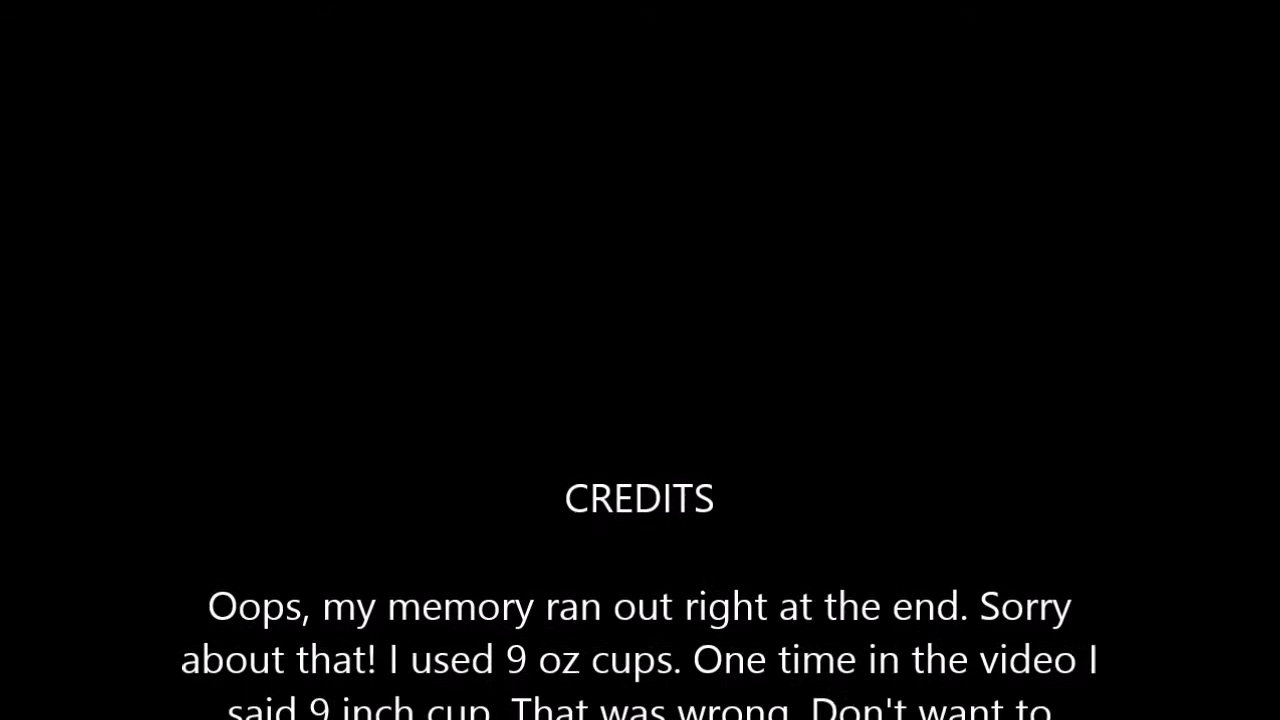 CREDITS
Oops, my memory ran out right at the end. Sorry
about that! I used 9 oz cups. One time in the video I
said 9 inch cup. That was wrong. Don't want to